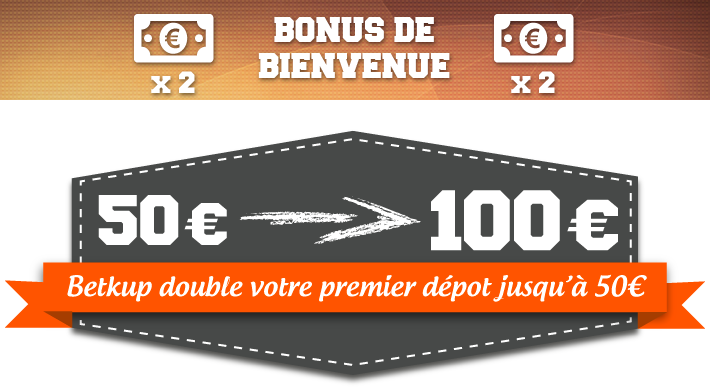 BONUS DE
BIENVENUE
x 2
x 2
50 €
100 €
Betkup double votre premier dépot jusqu'à 50€